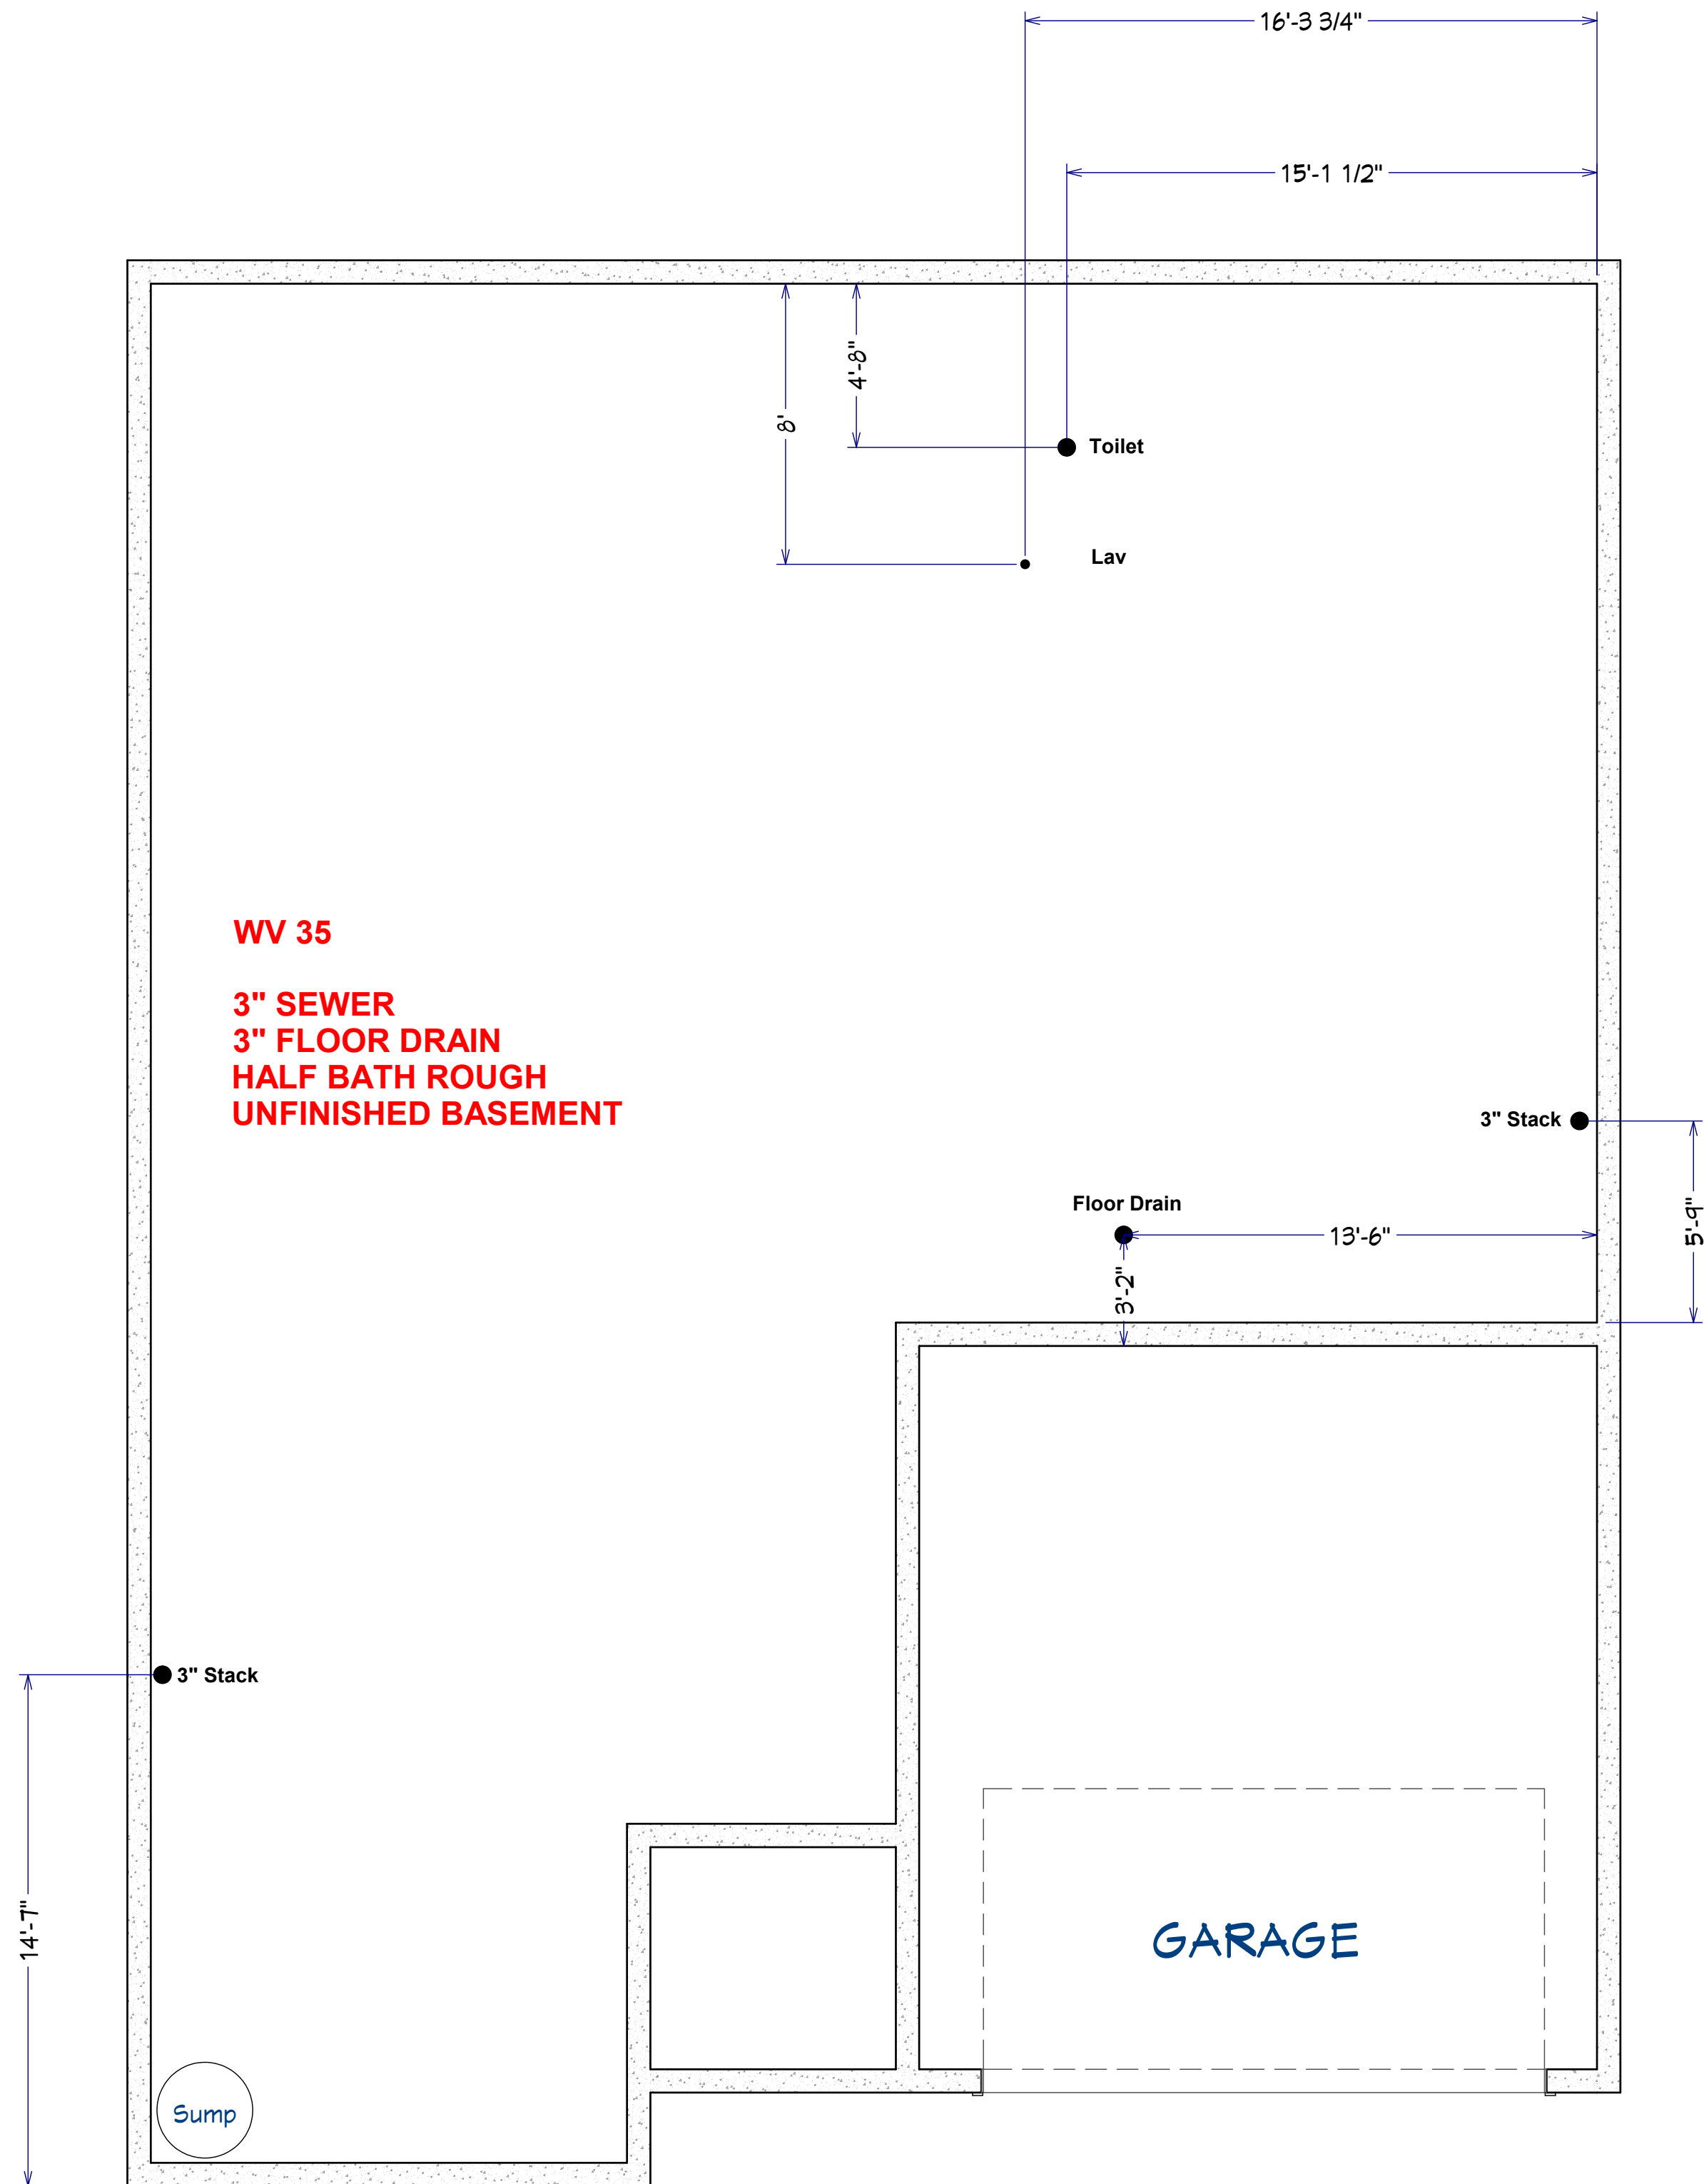 16'-3 3/4"
15'-1 1/2"
4'-8"
8'
Toilet
Lav
WV 35
3" SEWER
3" FLOOR DRAIN
HALF BATH ROUGH
UNFINISHED BASEMENT
3" Stack
Floor Drain
13'-6"
5'-9"
3'-2"
3" Stack
14'-7"
GARAGE
Sump